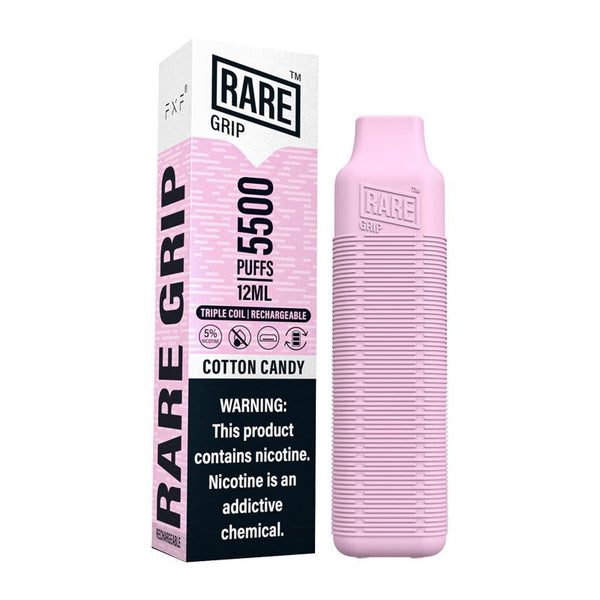 FXF®
RARE GRIP
RECHARGEABLE
RARE™
GRIP
5500
PUFFS
12ML
TRIPLE COIL | RECHARGEABLE
5%
NICOTINE
COTTON CANDY
WARNING:
This product
contains nicotine.
Nicotine is an
addictive
chemical.
RARE™
GRIP